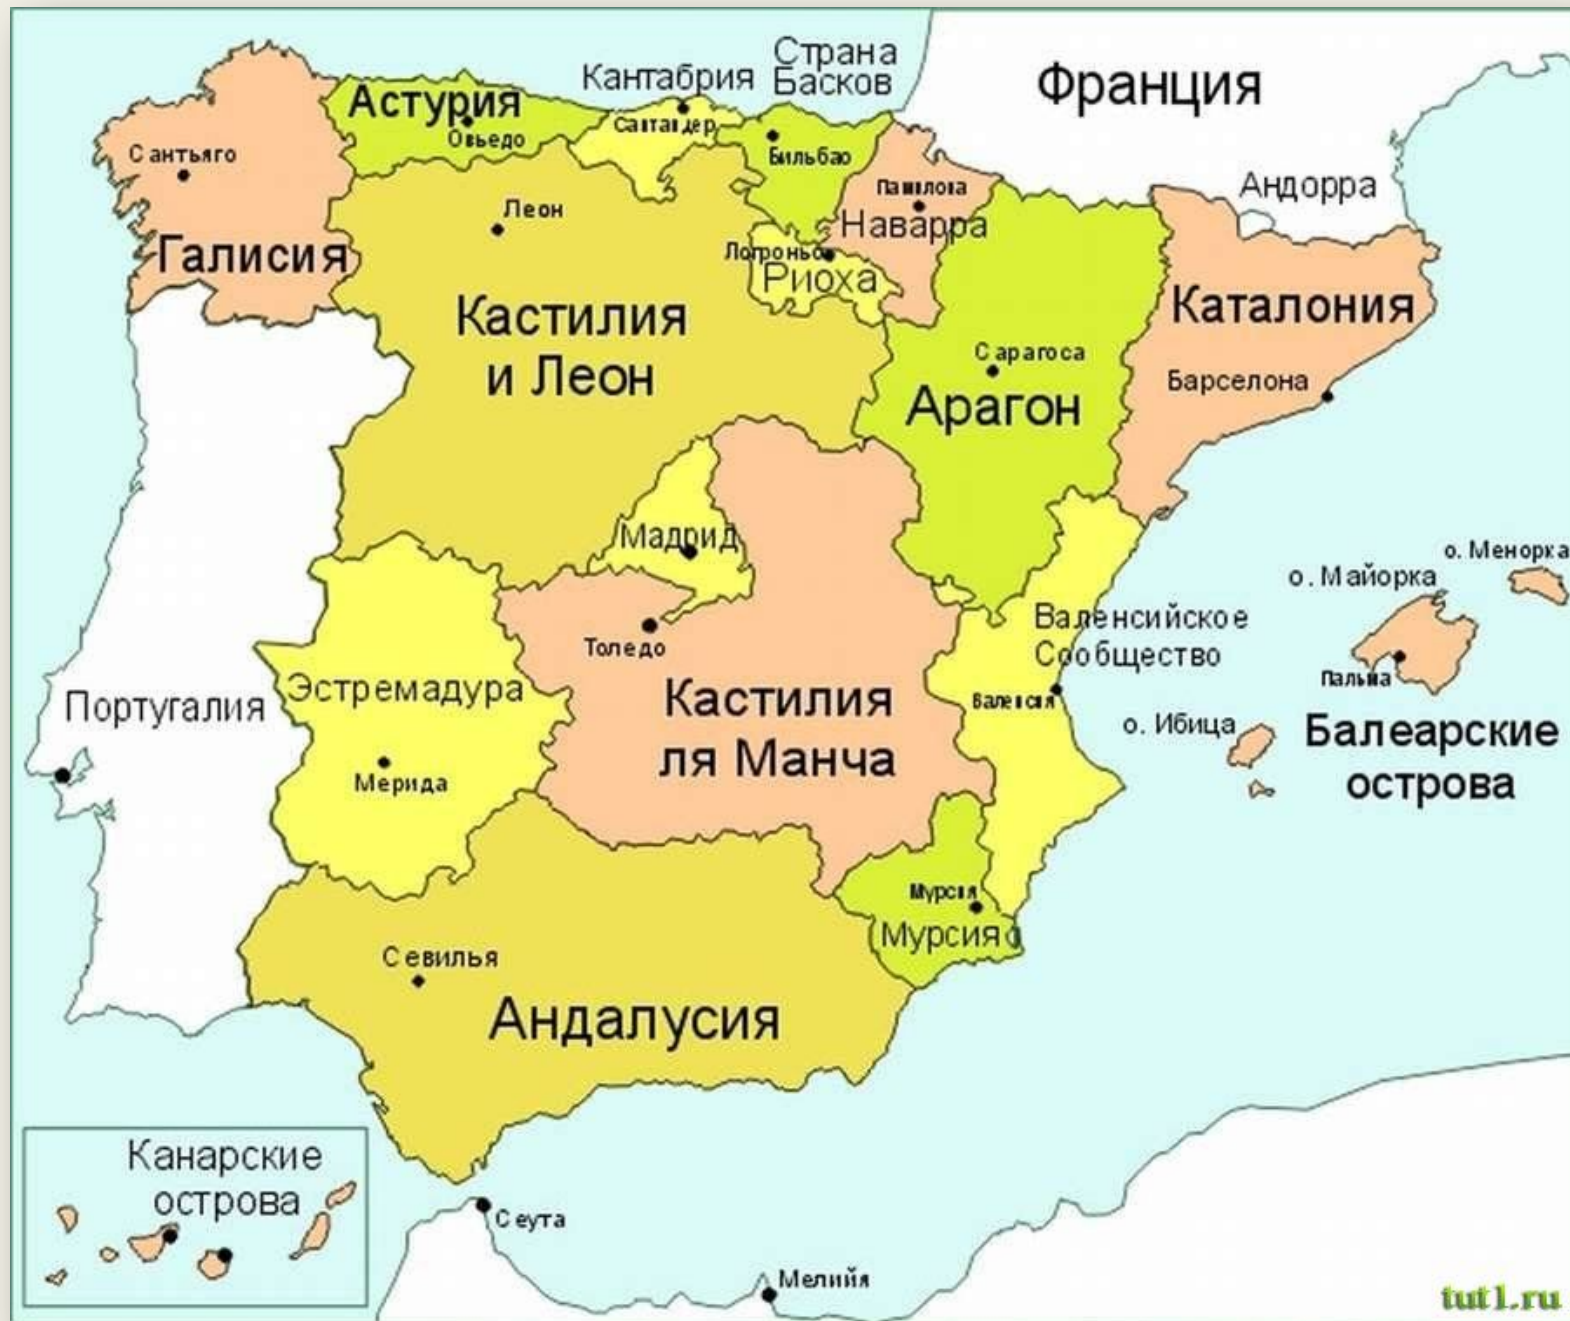 Страна
Басков
Кантабрия
Франция
Астурия
Сантандер
Овьедо
Бильбао
Сантьяго
Андорра
Памплона
Леон
Наварра
Галисия
Логроньо
Риоха
Кастилия
и Леон
Каталония
Сарагоса
Барселона
Арагон
Мадрид
о. Менорка
о. Майорка
Валенсийское
Сообщество
Толедо
Пальма
Португалия
Эстремадура
Кастилия
ля Манча
Валенсия
о. Ибица
Балеарские
острова
Мерида
Мурсия
Мурсия
Севилья
Андалусия
Канарские
острова
Сеута
Мелийя
tut1.ru